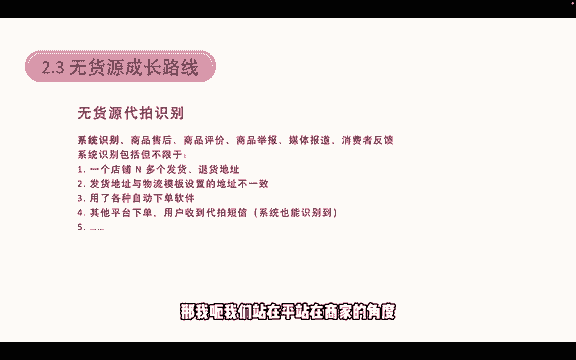 2.3 无货源成长路线
无货源代拍识别
系统识别、商品售后、商品评价、商品举报、媒体报道、消费者反馈
系统识别包括但不限于：
1. 一个店铺 N 多个发货、退货地址
2. 发货地址与物流模板设置的地址不一致
3. 用了各种自动下单软件
4. 其他平台下单、用户收到代拍短信（系统也能识别到）
5. ……
那我呃我们站在平站在商家的角度